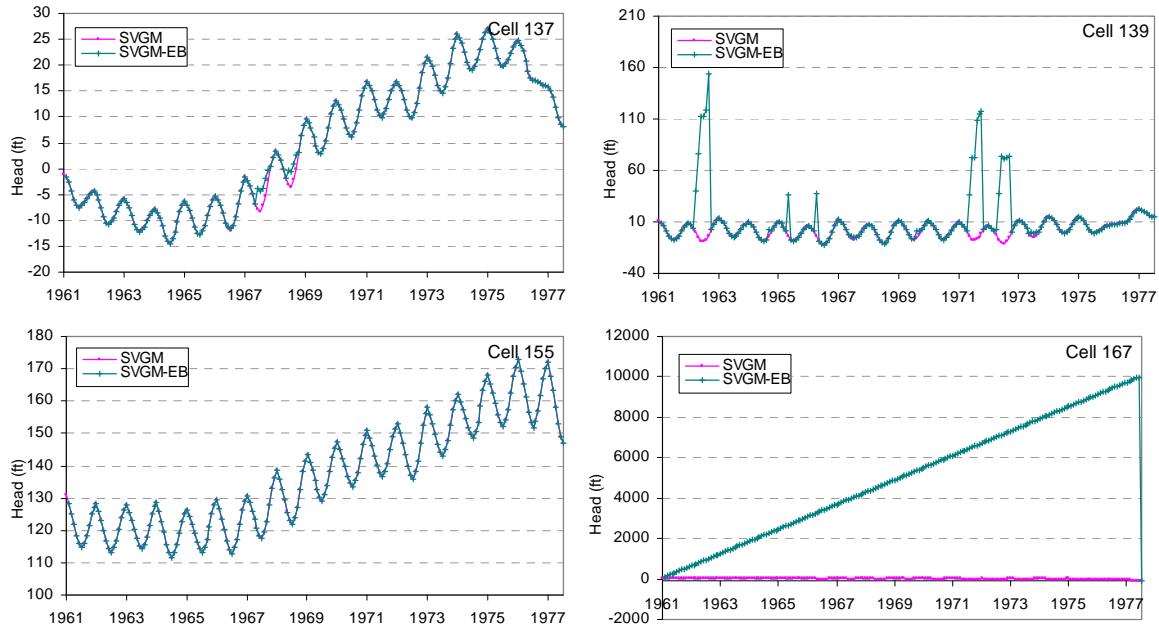 Cell 137
SVGM
SVGM-EB
Head (ft)
30
25
20
15
10
5
0
-5
-10
-15
-20
1961 1963 1965 1967 1969 1971 1973 1975 1977
Cell 139
SVGM
SVGM-EB
Head (ft)
210
160
110
60
10
-40
1961 1963 1965 1967 1969 1971 1973 1975 1977
Cell 155
SVGM
SVGM-EB
Head (ft)
180
170
160
150
140
130
120
110
100
1961 1963 1965 1967 1969 1971 1973 1975 1977
Cell 167
SVGM
SVGM-EB
Head (ft)
12000
10000
8000
6000
4000
2000
0
-2000
1961 1963 1965 1967 1969 1971 1973 1975 1977